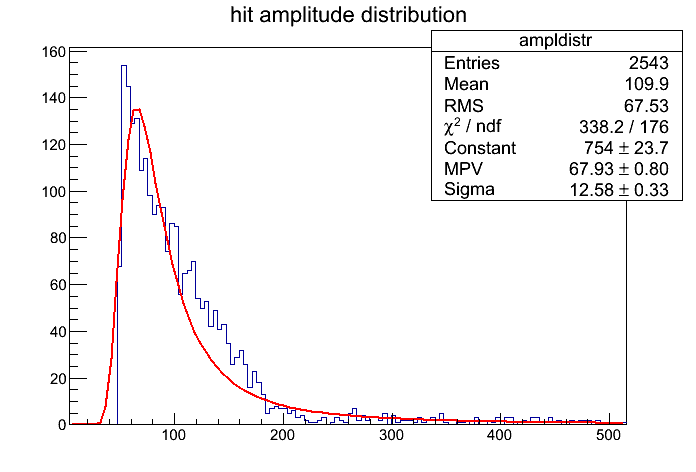 hit amplitude distribution
ampldistr
Entries 2543
Mean 109.9
RMS 67.53
χ² / ndf 338.2 / 176
Constant 754 ± 23.7
MPV 67.93 ± 0.80
Sigma 12.58 ± 0.33
160
140
120
100
80
60
40
20
0
100 200 300 400 500